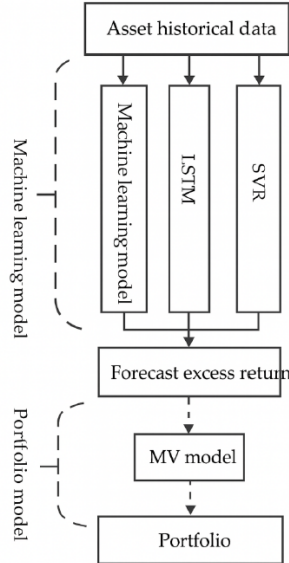 Asset historical data
Machine learning model
Machine learning model
LSTM
SVR
Forecast excess return
Portfolio model
MV model
Portfolio